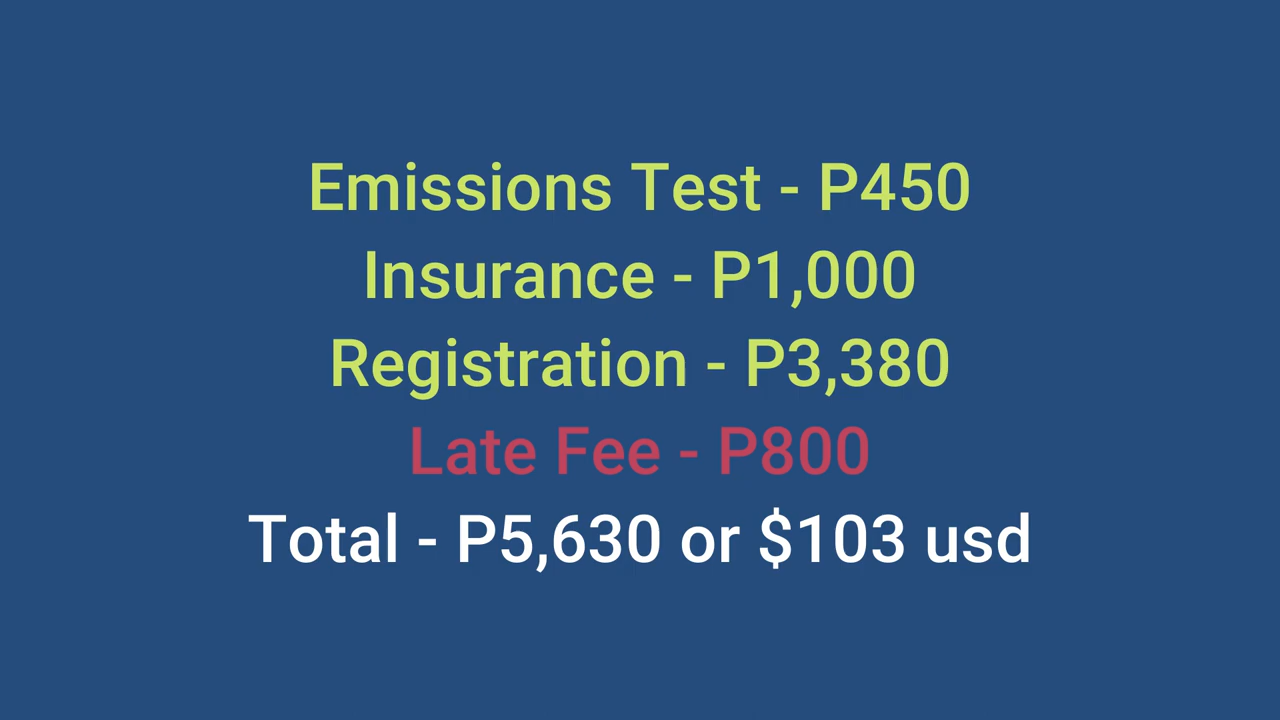 Emissions Test - P450
Insurance - P1,000
Registration - P3,380
Late Fee - P800
Total - P5,630 or $103 usd